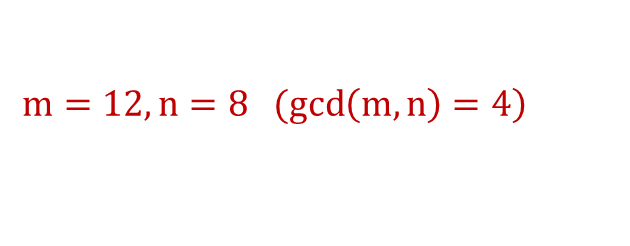 m = 12, n = 8 (gcd(m, n) = 4)